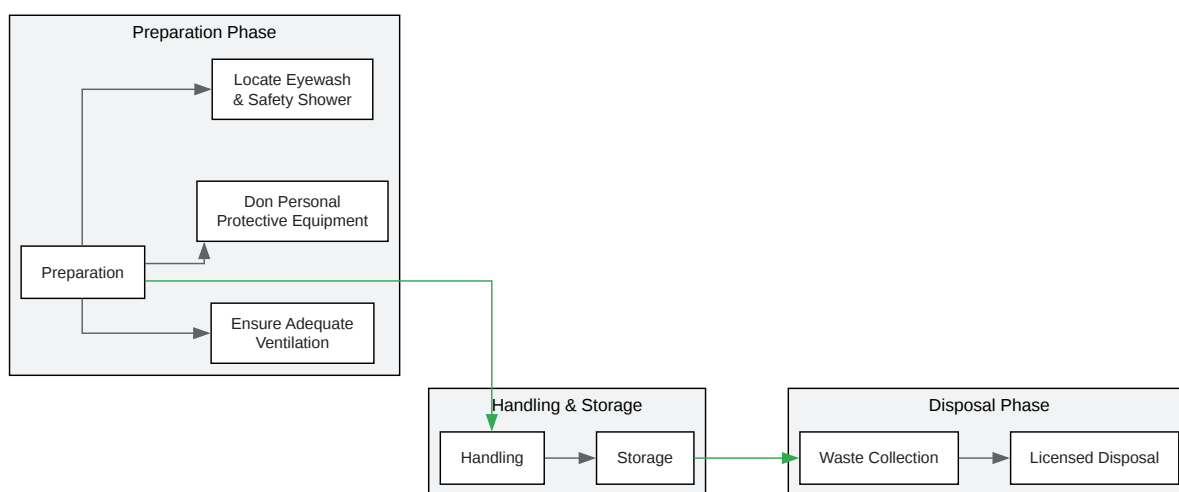 Preparation Phase
Locate Eyewash
& Safety Shower
Don Personal
Protective Equipment
Preparation
Ensure Adequate
Ventilation
Handling & Storage
Handling
Storage
Disposal Phase
Waste Collection
Licensed Disposal